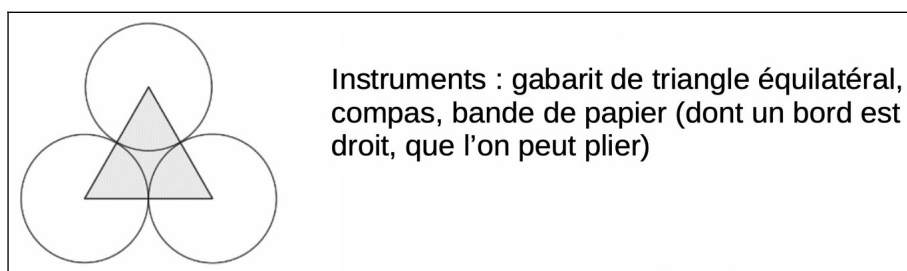 Instruments : gabarit de triangle équilatéral,
compas, bande de papier (dont un bord est
droit, que l’on peut plier)